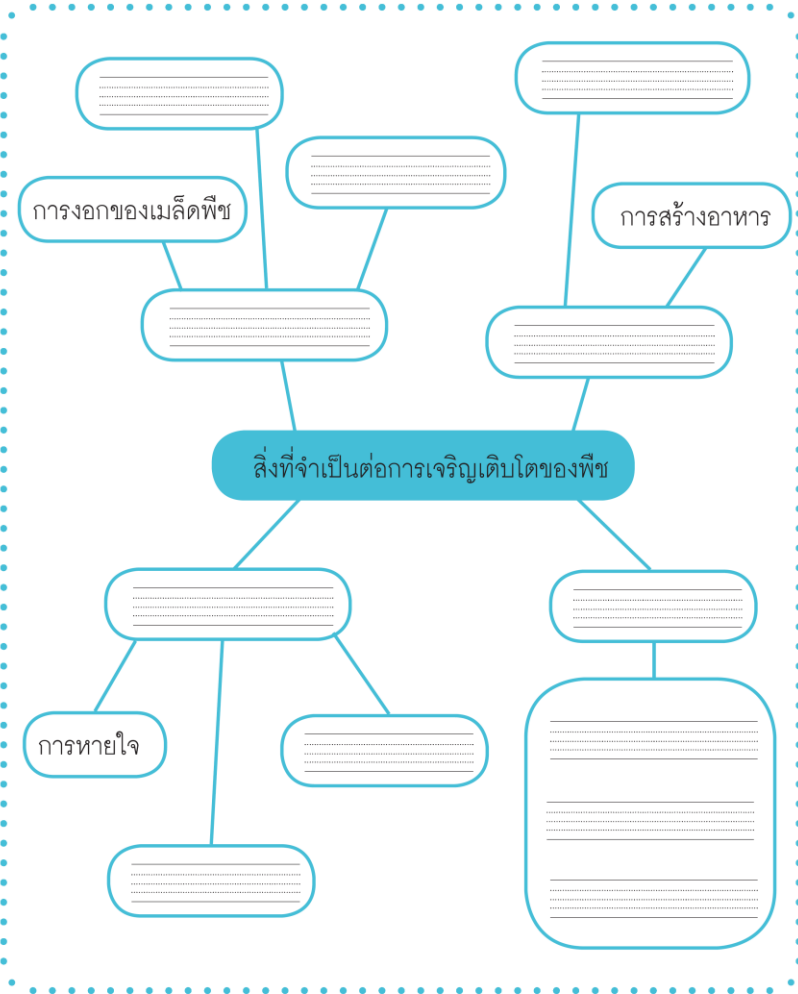 การงอกของเมล็ดพืช
การสร้างอาหาร
สิ่งที่จำเป็นต่อการเจริญเติบโตของพืช
การหายใจ